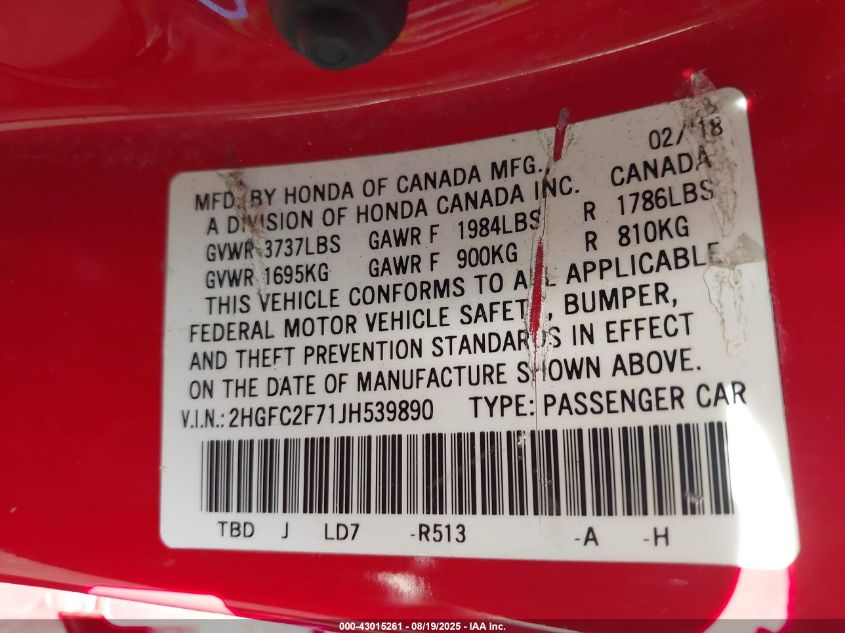 02/'18
MFD. BY HONDA OF CANADA MFG., CANADA
A DIVISION OF HONDA CANADA INC.
GVWR 3737LBS GAWR F 1984LBS R 1786LBS
GVWR 1695KG GAWR F 900KG R 810KG
THIS VEHICLE CONFORMS TO ALL APPLICABLE
FEDERAL MOTOR VEHICLE SAFETY, BUMPER,
AND THEFT PREVENTION STANDARDS IN EFFECT
ON THE DATE OF MANUFACTURE SHOWN ABOVE.
V.I.N.: 2HGFC2F71JH539890 TYPE: PASSENGER CAR
TBD J LD7 -R513 -A -H
000-43015261 - 08/19/2025 - IAA Inc.